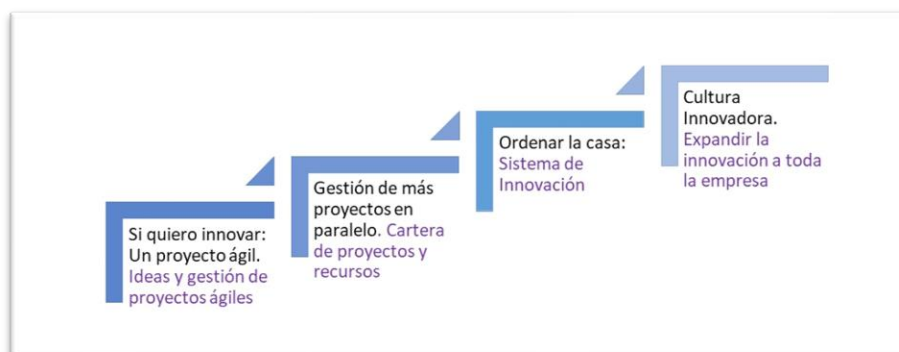 Si quiero innovar:
Un proyecto ágil.
Ideas y gestión de
proyectos ágiles
Gestión de más
proyectos en
paralelo. Cartera
de proyectos y
recursos
Ordenar la casa:
Sistema de
Innovación
Cultura
Innovadora.
Expandir la
innovación a toda
la empresa